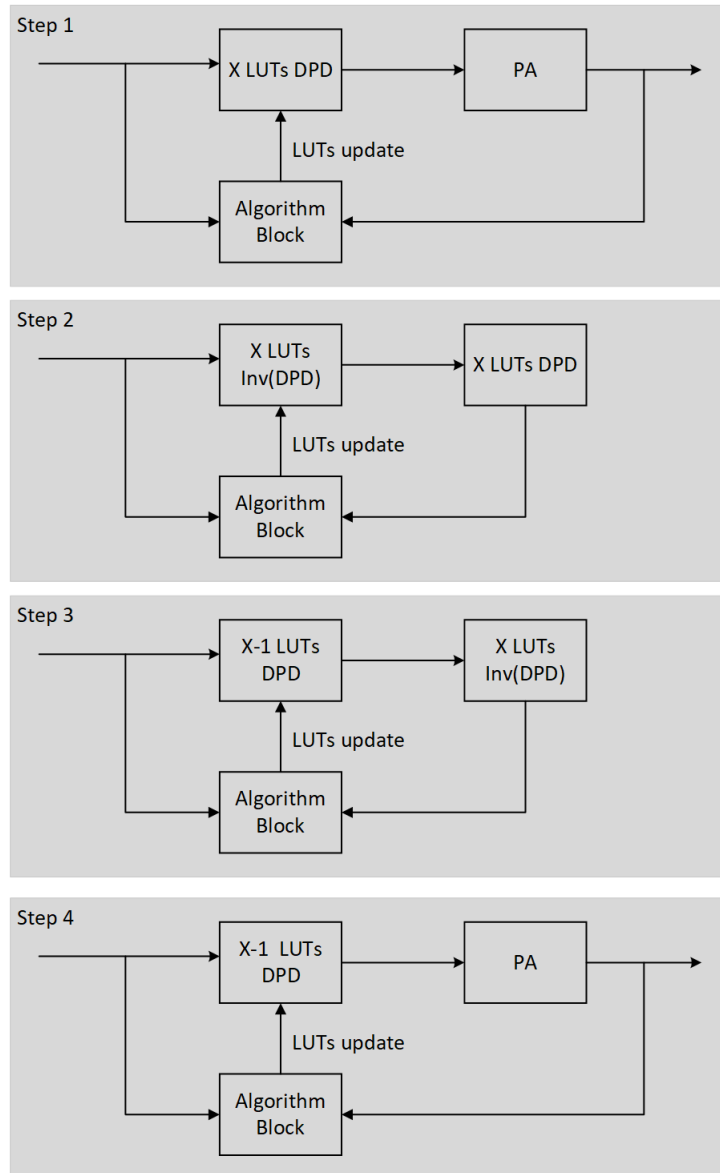 Step 1
X LUTs DPD
PA
LUTs update
Algorithm
Block
Step 2
X LUTs
Inv(DPD)
X LUTs DPD
LUTs update
Algorithm
Block
Step 3
X-1 LUTs
DPD
X LUTs
Inv(DPD)
LUTs update
Algorithm
Block
Step 4
X-1 LUTs
DPD
PA
LUTs update
Algorithm
Block